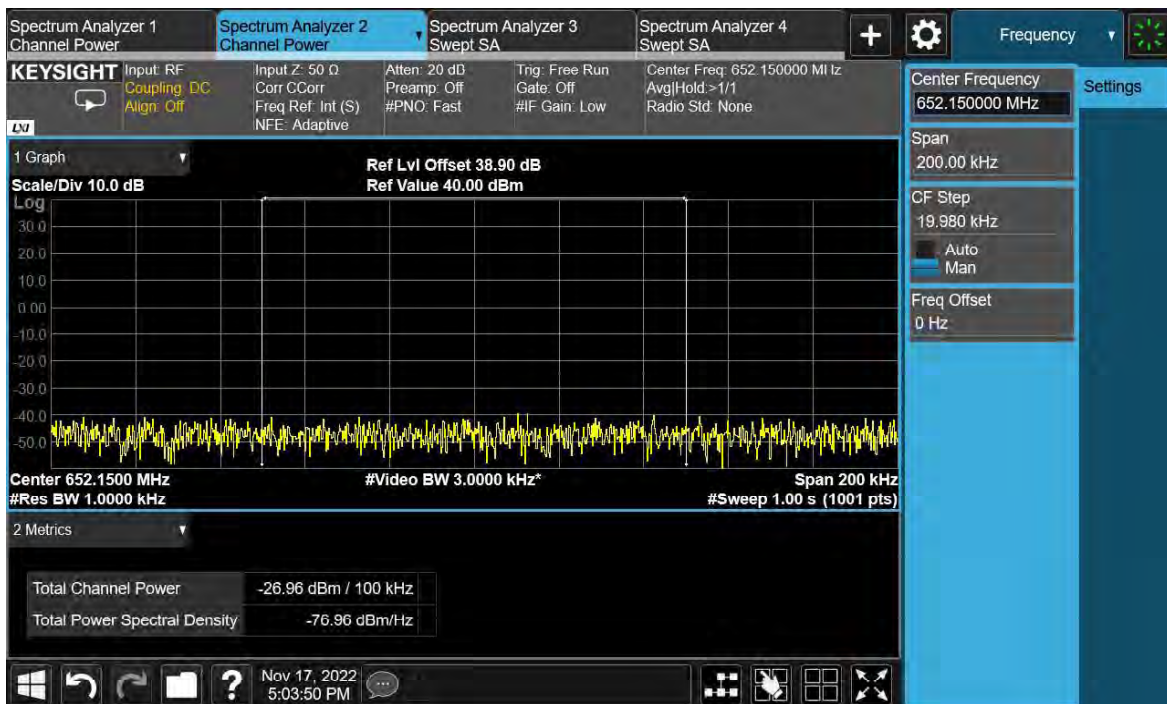 Spectrum Analyzer 1
Channel Power
Spectrum Analyzer 2
Channel Power
Spectrum Analyzer 3
Swept SA
Spectrum Analyzer 4
Swept SA
+
Frequency
KEYSIGHT
LXI
Input: RF
Coupling: DC
Align: Off
Input Z: 50 Ω
Corr CCorr
Freq Ref: Int (S)
NFE: Adaptive
Atten: 20 dB
Preamp: Off
#PNO: Fast
Trig: Free Run
Gate: Off
#IF Gain: Low
Center Freq: 652.150000 MHz
Avg|Hold:>1/1
Radio Std: None
Center Frequency
652.150000 MHz
Settings
Span
200.00 kHz
CF Step
19.980 kHz
Auto
Man
Freq Offset
0 Hz
1 Graph
Scale/Div 10.0 dB
Ref Lvl Offset 38.90 dB
Ref Value 40.00 dBm
Log
30.0
20.0
10.0
0.00
-10.0
-20.0
-30.0
-40.0
-50.0
Center 652.1500 MHz
#Video BW 3.0000 kHz*
Span 200 kHz
#Res BW 1.0000 kHz
#Sweep 1.00 s (1001 pts)
2 Metrics
Total Channel Power -26.96 dBm / 100 kHz
Total Power Spectral Density -76.96 dBm/Hz
?
Nov 17, 2022
5:03:50 PM